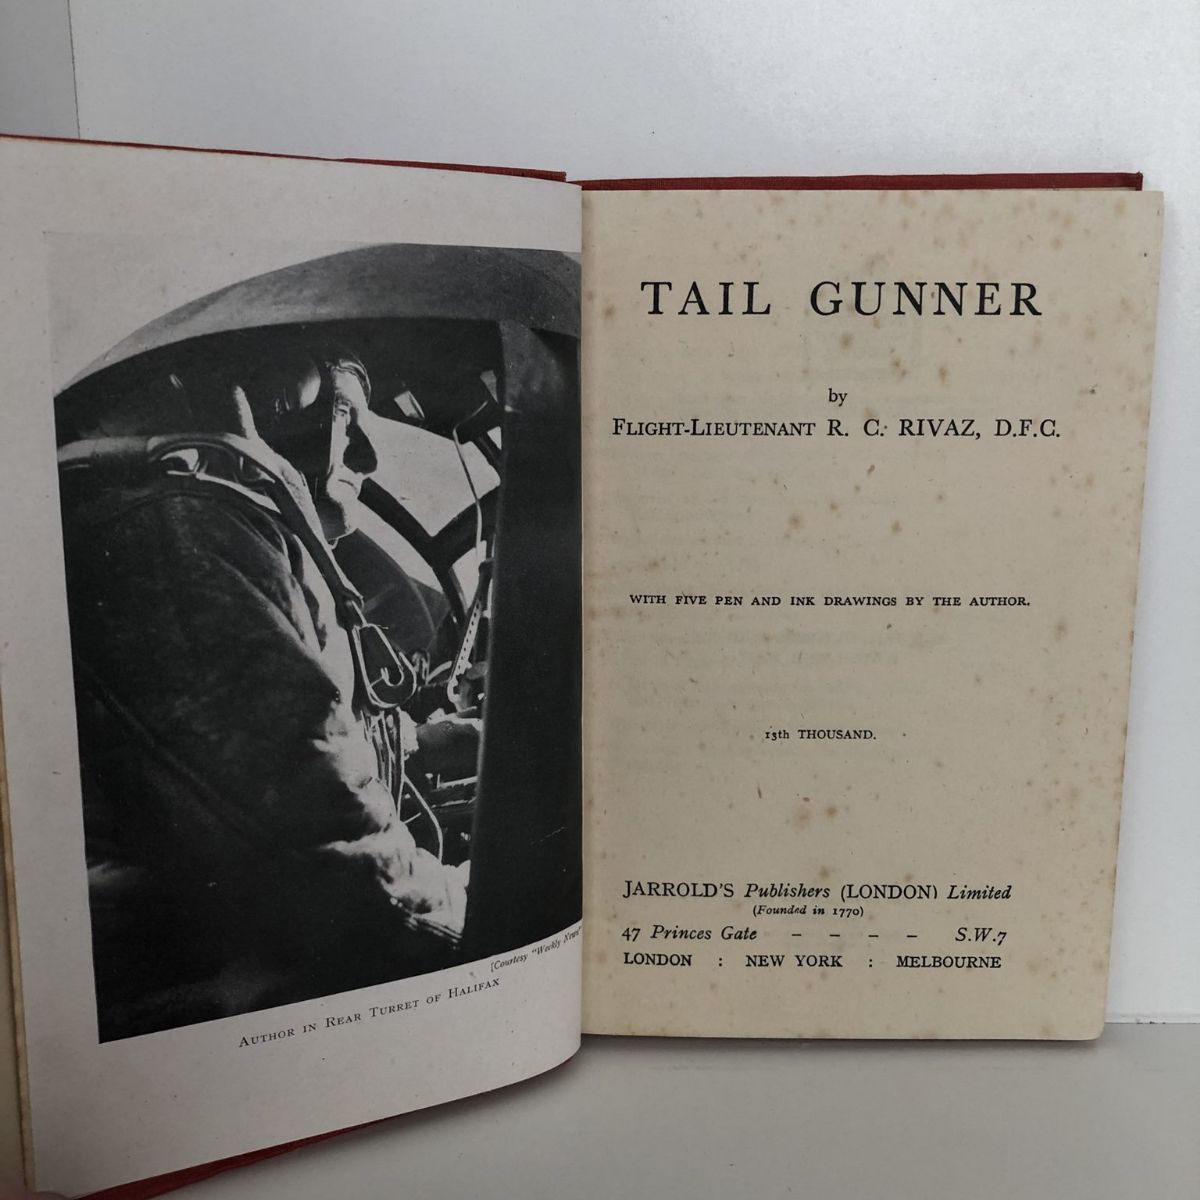 [Courtesy "Weekly News"
AUTHOR IN REAR TURRET OF HALIFAX
TAIL GUNNER
by
FLIGHT-LIEUTENANT R. C. RIVAZ, D.F.C.
WITH FIVE PEN AND INK DRAWINGS BY THE AUTHOR.
13th THOUSAND.
JARROLD'S Publishers (LONDON) Limited
(Founded in 1770)
47 Princes Gate – – – – S.W.7
LONDON : NEW YORK : MELBOURNE